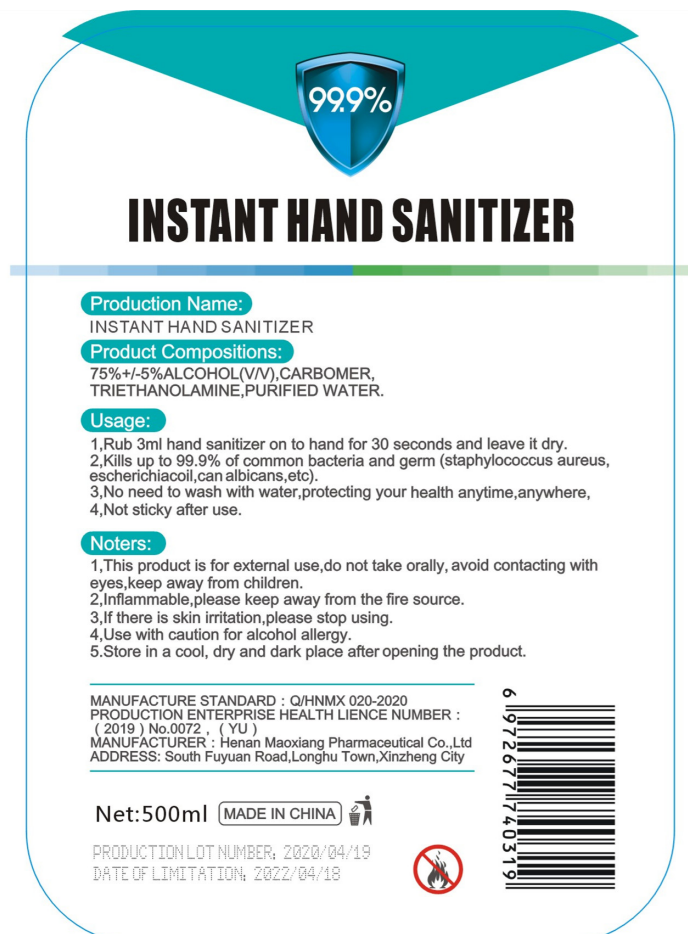 99.9%
INSTANT HAND SANITIZER
Production Name:
INSTANT HAND SANITIZER
Product Compositions:
75%+/-5%ALCOHOL(V/V),CARBOMER,
TRIETHANOLAMINE,PURIFIED WATER.
Usage:
1,Rub 3ml hand sanitizer on to hand for 30 seconds and leave it dry.
2,Kills up to 99.9% of common bacteria and germ (staphylococcus aureus,
escherichiacoil,can albicans,etc).
3,No need to wash with water,protecting your health anytime,anywhere,
4,Not sticky after use.
Noters:
1,This product is for external use,do not take orally, avoid contacting with
eyes,keep away from children.
2,Inflammable,please keep away from the fire source.
3,If there is skin irritation,please stop using.
4,Use with caution for alcohol allergy.
5.Store in a cool, dry and dark place after opening the product.
MANUFACTURE STANDARD : Q/HNMX 020-2020
PRODUCTION ENTERPRISE HEALTH LIENCE NUMBER :
( 2019 ) No.0072 , ( YU )
MANUFACTURER : Henan Maoxiang Pharmaceutical Co.,Ltd
ADDRESS: South Fuyuan Road,Longhu Town,Xinzheng City
Net:500ml MADE IN CHINA
PRODUCTION LOT NUMBER: 2020/04/19
DATE OF LIMITATION: 2022/04/18
6 972677 740319